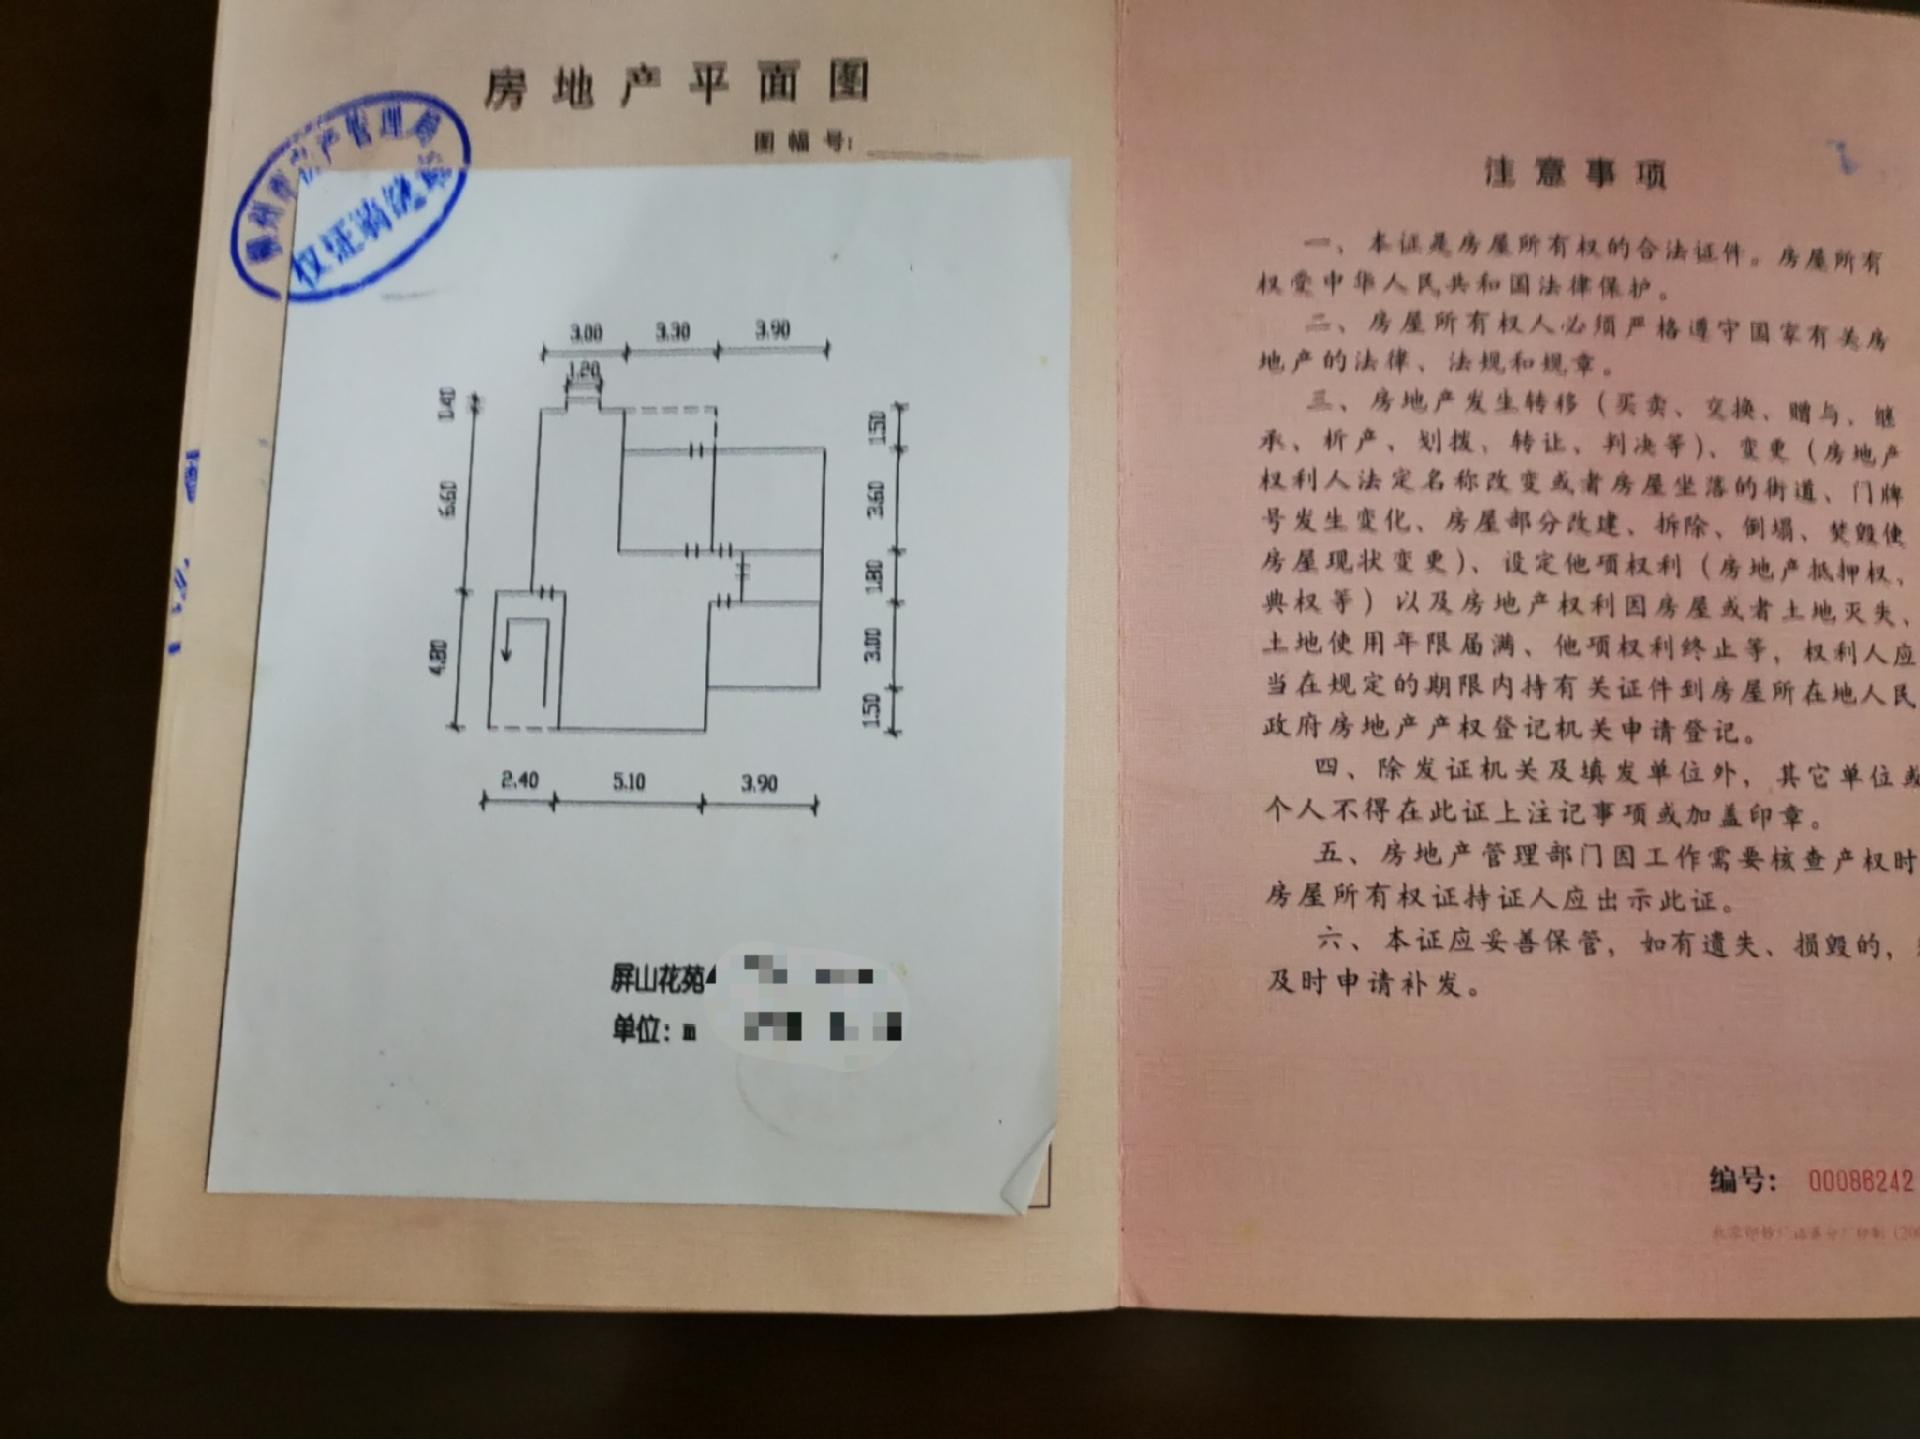 房地产平面图
图幅号:
州市房产管理局
权证骑缝章
3.00 3.30 3.90
1.20
1.40
1.50
6.60
3.60
1.80
4.80
3.00
1.50
2.40 5.10 3.90
屏山花苑
单位: m
注意事项
一、本证是房屋所有权的合法证件。房屋所有
权受中华人民共和国法律保护。
二、房屋所有权人必须严格遵守国家有关房
地产的法律、法规和规章。
三、房地产发生转移（买卖、交换、赠与、继
承、析产、划拨、转让、判决等）、变更（房地产
权利人法定名称改变或者房屋坐落的街道、门牌
号发生变化、房屋部分改建、拆除、倒塌、焚毁使
房屋现状变更）、设定他项权利（房地产抵押权、
典权等）以及房地产权利因房屋或者土地灭失、
土地使用年限届满、他项权利终止等，权利人应
当在规定的期限内持有关证件到房屋所在地人民
政府房地产产权登记机关申请登记。
四、除发证机关及填发单位外，其它单位或
个人不得在此证上注记事项或加盖印章。
五、房地产管理部门因工作需要核查产权时
房屋所有权证持证人应出示此证。
六、本证应妥善保管，如有遗失、损毁的，
及时申请补发。
编号: 00086242